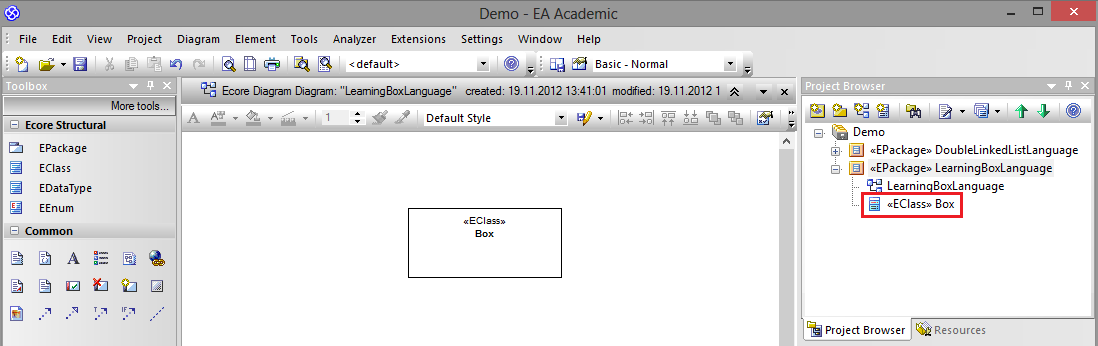 Demo - EA Academic
File Edit View Project Diagram Element Tools Analyzer Extensions Settings Window Help
<default> Basic - Normal
Toolbox
More tools...
Ecore Structural
EPackage
EClass
EDataType
EEnum
Common
Ecore Diagram Diagram: "LearningBoxLanguage" created: 19.11.2012 13:41:01 modified: 19.11.2012 1
A A 1 Default Style
«EClass»
Box
Project Browser
Demo
«EPackage» DoubleLinkedListLanguage
«EPackage» LearningBoxLanguage
LearningBoxLanguage
«EClass» Box
Project Browser Resources